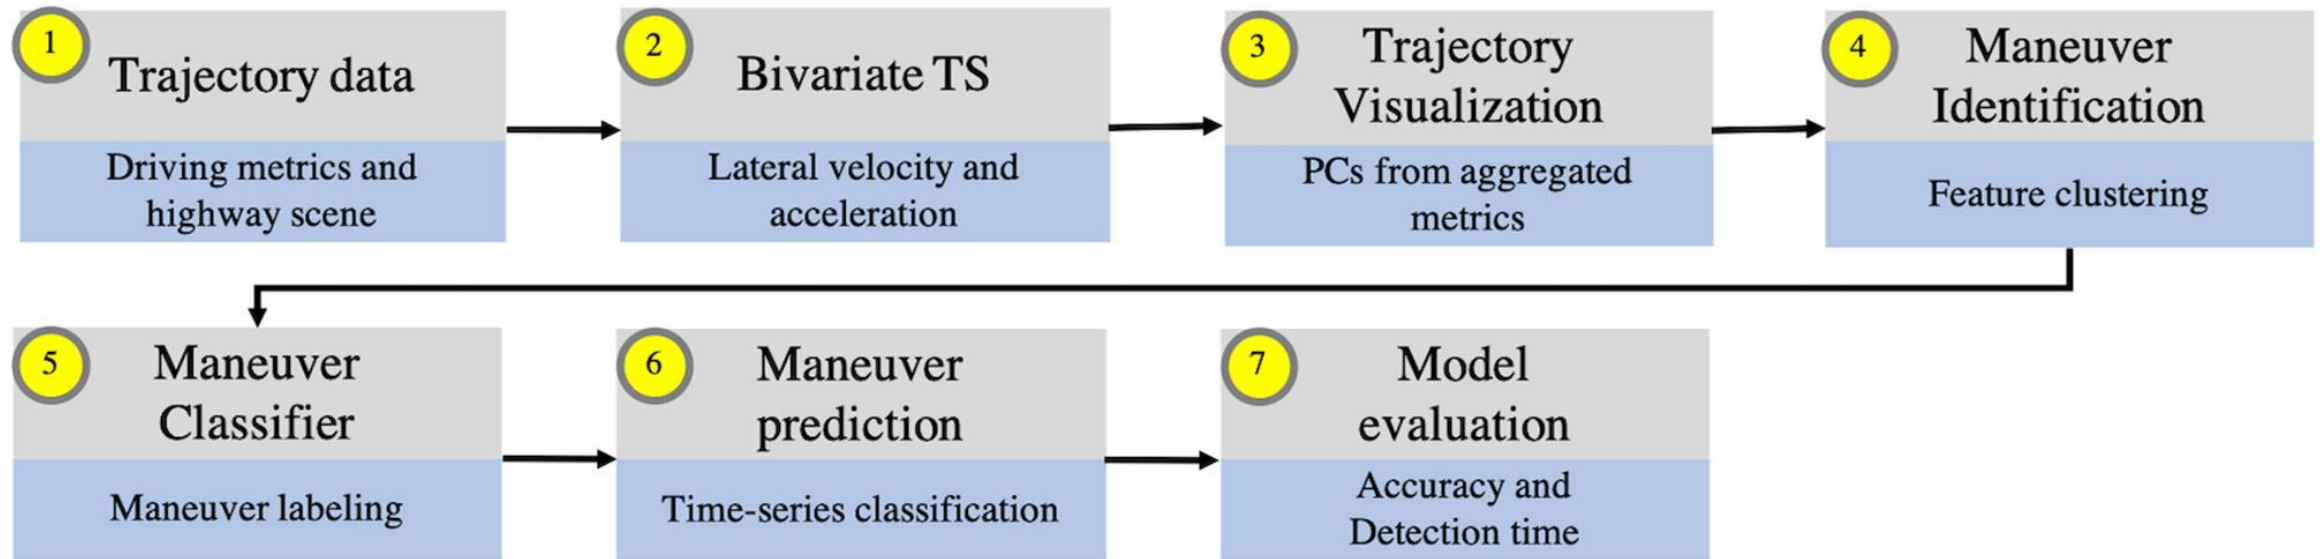 1
Trajectory data
Driving metrics and
highway scene
2
Bivariate TS
Lateral velocity and
acceleration
3
Trajectory
Visualization
PCs from aggregated
metrics
4
Maneuver
Identification
Feature clustering
5
Maneuver
Classifier
Maneuver labeling
6
Maneuver
prediction
Time-series classification
7
Model
evaluation
Accuracy and
Detection time